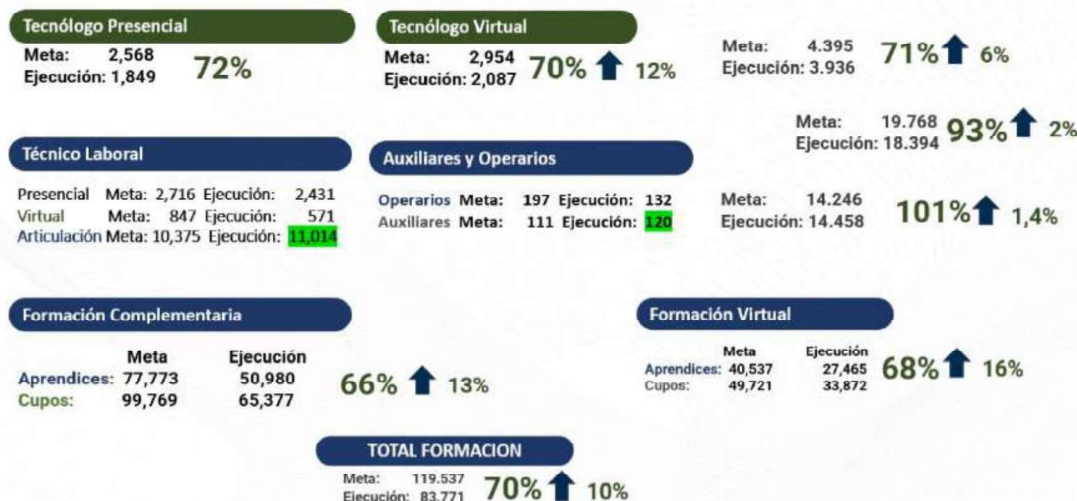 Tecnólogo Presencial
Meta: 2,568
Ejecución: 1,849
72%
Tecnólogo Virtual
Meta: 2,954
Ejecución: 2,087
70% 12%
Meta: 4.395
Ejecución: 3.936
71% 6%
Meta: 19.768
Ejecución: 18.394
93% 2%
Técnico Laboral
Presencial Meta: 2,716 Ejecución: 2,431
Virtual Meta: 847 Ejecución: 571
Articulación Meta: 10,375 Ejecución: 11,014
Auxiliares y Operarios
Operarios Meta: 197 Ejecución: 132
Auxiliares Meta: 111 Ejecución: 120
Meta: 14.246
Ejecución: 14.458
101% 1,4%
Formación Complementaria
Meta Ejecución
Aprendices: 77,773 50,980
Cupos: 99,769 65,377
66% 13%
Formación Virtual
Meta Ejecución
Aprendices: 40,537 27,465
Cupos: 49,721 33,872
68% 16%
TOTAL FORMACION
Meta: 119.537
Ejecución: 83.771
70% 10%